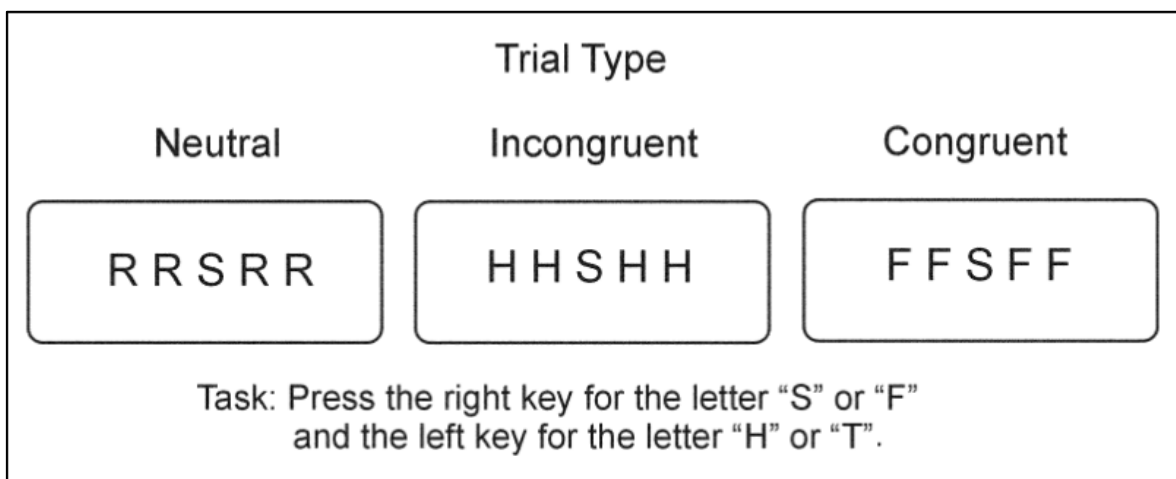 Trial Type
Neutral Incongruent Congruent
R R S R R H H S H H F F S F F
Task: Press the right key for the letter “S” or “F”
and the left key for the letter “H” or “T”.